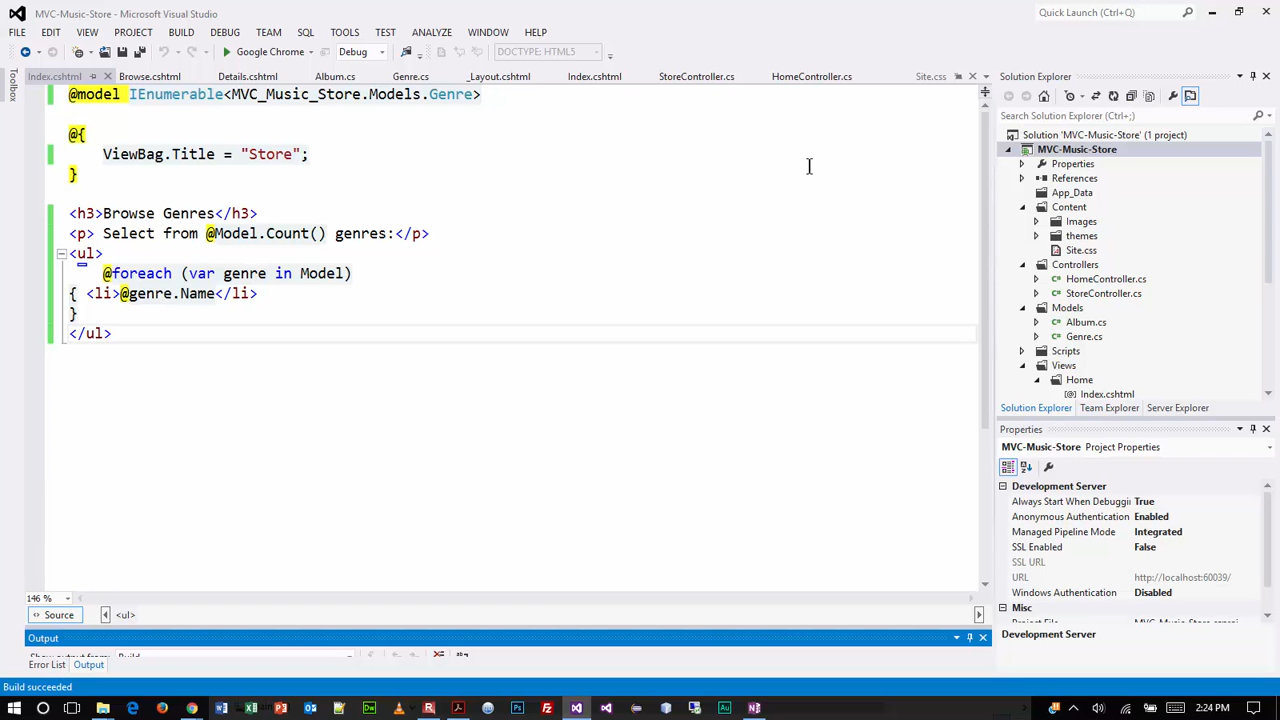 MVC-Music-Store - Microsoft Visual Studio
Quick Launch (Ctrl+Q)
FILE EDIT VIEW PROJECT BUILD DEBUG TEAM SQL TOOLS TEST ANALYZE WINDOW HELP
Google Chrome Debug DOCTYPE: HTML5
Toolbox
Index.cshtml Browse.cshtml Details.cshtml Album.cs Genre.cs _Layout.cshtml Index.cshtml StoreController.cs HomeController.cs Site.css
@model IEnumerable<MVC_Music_Store.Models.Genre>
@{
ViewBag.Title = "Store";
}
<h3>Browse Genres</h3>
<p> Select from @Model.Count() genres:</p>
<ul>
@foreach (var genre in Model)
{ <li>@genre.Name</li>
}
</ul>
146 %
Source <ul>
Output
Error List Output
Build succeeded
Solution Explorer
Search Solution Explorer (Ctrl+;)
Solution 'MVC-Music-Store' (1 project)
MVC-Music-Store
Properties
References
App_Data
Content
Images
themes
Site.css
Controllers
HomeController.cs
StoreController.cs
Models
Album.cs
Genre.cs
Scripts
Views
Home
Index.cshtml
Solution Explorer Team Explorer Server Explorer
Properties
MVC-Music-Store Project Properties
Development Server
Always Start When Debuggin True
Anonymous Authentication Enabled
Managed Pipeline Mode Integrated
SSL Enabled False
SSL URL
URL http://localhost:60039/
Windows Authentication Disabled
Misc
Development Server
2:24 PM